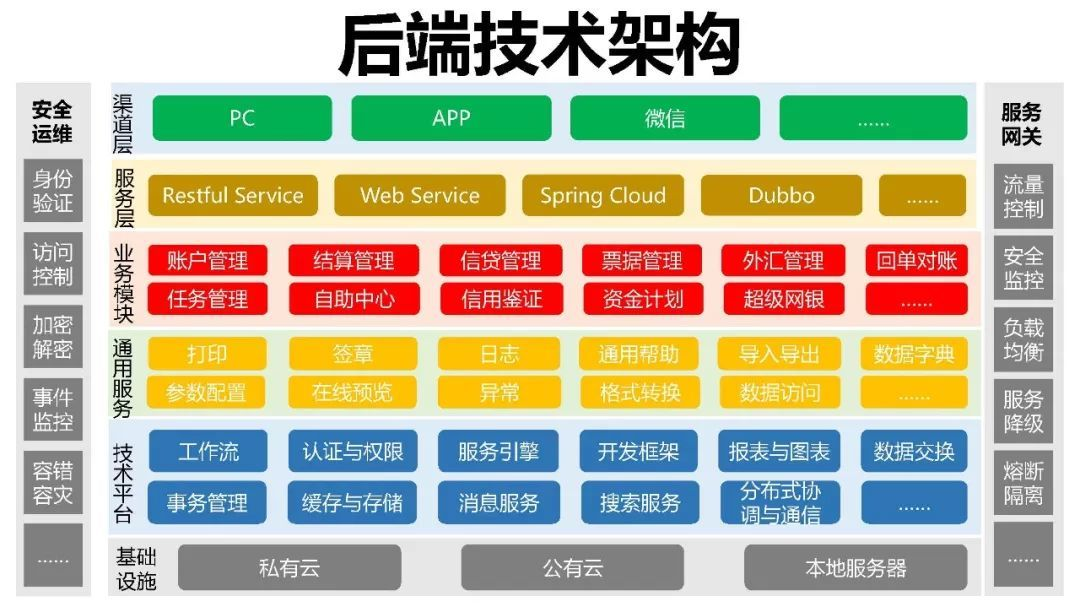 后端技术架构
安全
运维
身份
验证
访问
控制
加密
解密
事件
监控
容错
容灾
......
渠道层
PC
APP
微信
......
服务层
Restful Service
Web Service
Spring Cloud
Dubbo
......
业务模块
账户管理
结算管理
信贷管理
票据管理
外汇管理
回单对账
任务管理
自助中心
信用鉴证
资金计划
超级网银
......
通用服务
打印
签章
日志
通用帮助
导入导出
数据字典
参数配置
在线预览
异常
格式转换
数据访问
......
技术平台
工作流
认证与权限
服务引擎
开发框架
报表与图表
数据交换
事务管理
缓存与存储
消息服务
搜索服务
分布式协
调与通信
......
基础
设施
私有云
公有云
本地服务器
服务
网关
流量
控制
安全
监控
负载
均衡
服务
降级
熔断
隔离
......